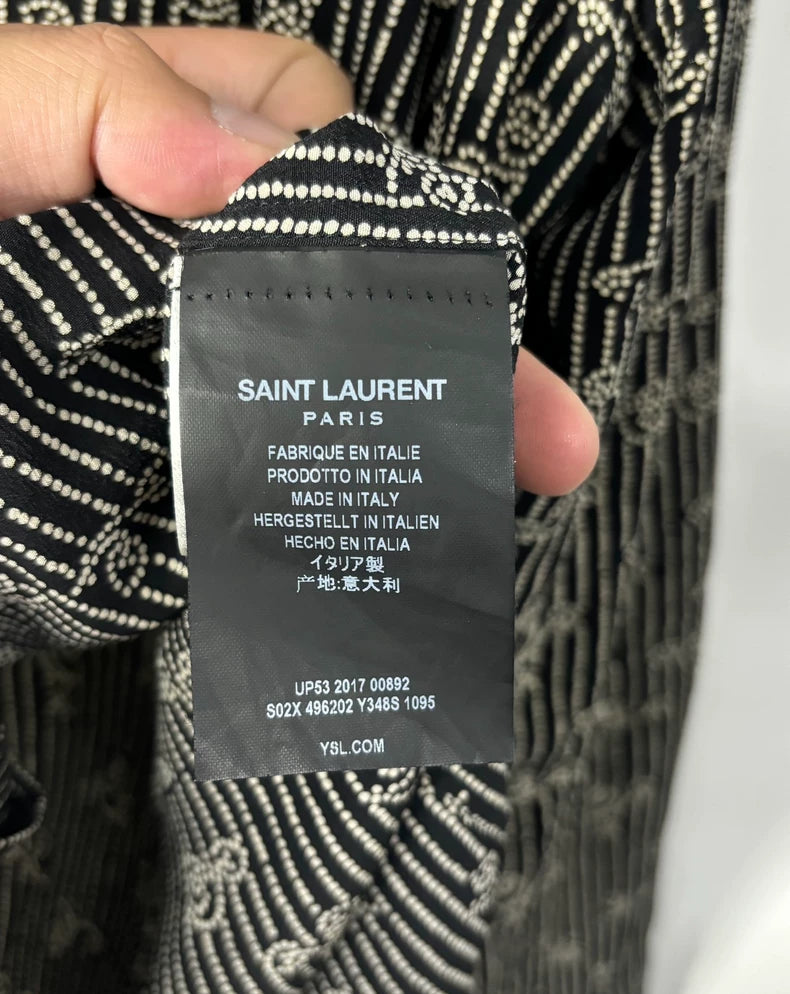 SAINT LAURENT
PARIS
FABRIQUE EN ITALIE
PRODOTTO IN ITALIA
MADE IN ITALY
HERGESTELLT IN ITALIEN
HECHO EN ITALIA
イタリア製
产地:意大利
UP53 2017 00892
S02X 496202 Y348S 1095
YSL.COM